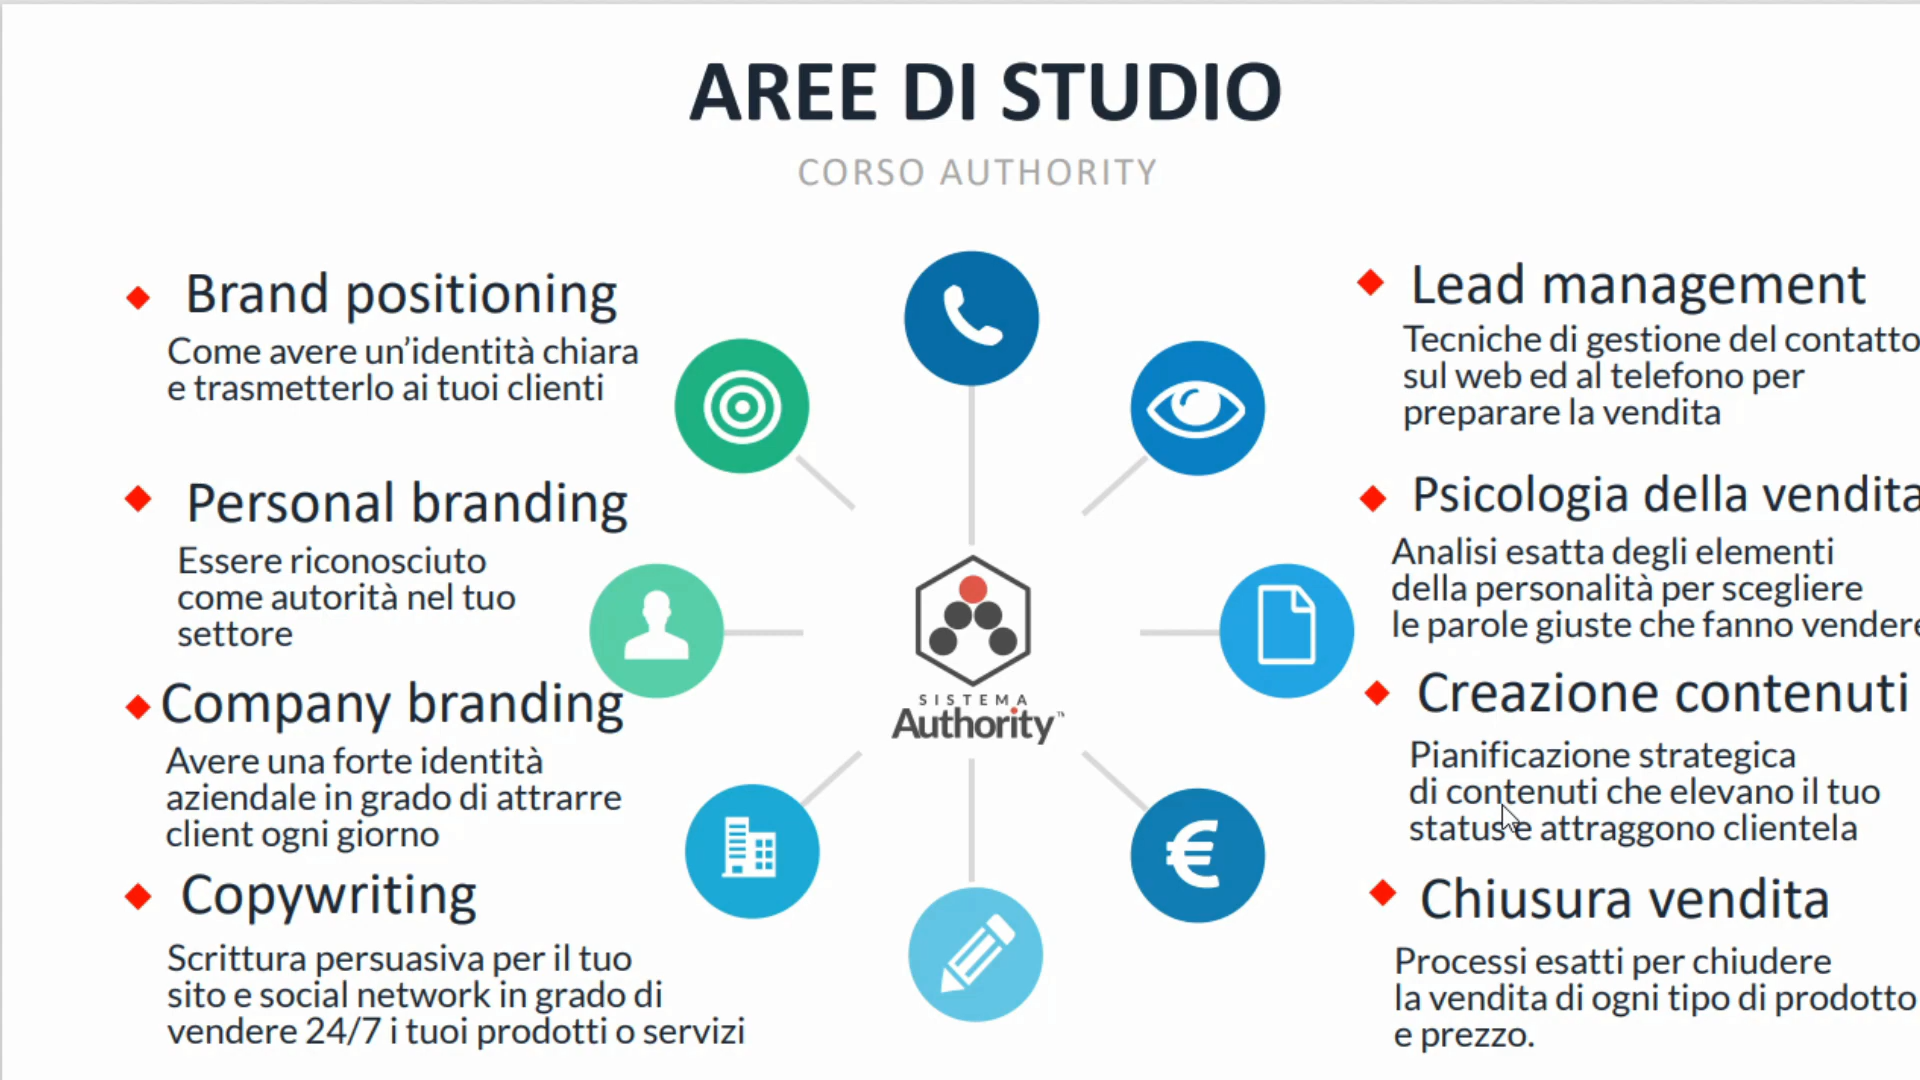 AREE DI STUDIO
CORSO AUTHORITY
Brand positioning
Come avere un’identità chiara
e trasmetterlo ai tuoi clienti
Personal branding
Essere riconosciuto
come autorità nel tuo
settore
Company branding
Avere una forte identità
aziendale in grado di attrarre
client ogni giorno
Copywriting
Scrittura persuasiva per il tuo
sito e social network in grado di
vendere 24/7 i tuoi prodotti o servizi
SISTEMA
Authority™
Lead management
Tecniche di gestione del contatto
sul web ed al telefono per
preparare la vendita
Psicologia della vendita
Analisi esatta degli elementi
della personalità per scegliere
le parole giuste che fanno vendere
Creazione contenuti
Pianificazione strategica
di contenuti che elevano il tuo
status e attraggono clientela
Chiusura vendita
Processi esatti per chiudere
la vendita di ogni tipo di prodotto
e prezzo.